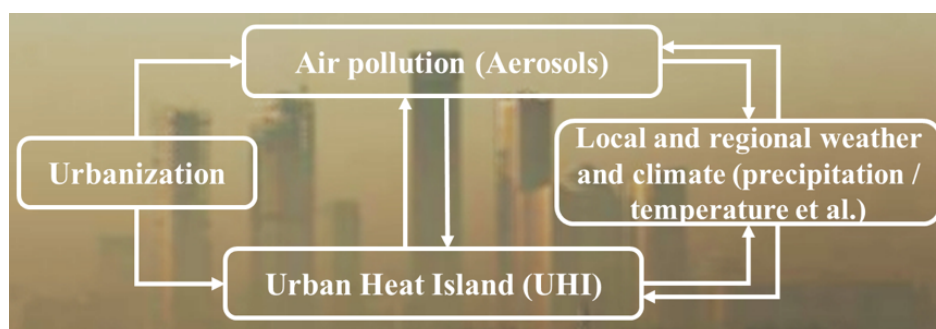 Air pollution (Aerosols)
Urbanization
Local and regional weather
and climate (precipitation /
temperature et al.)
Urban Heat Island (UHI)